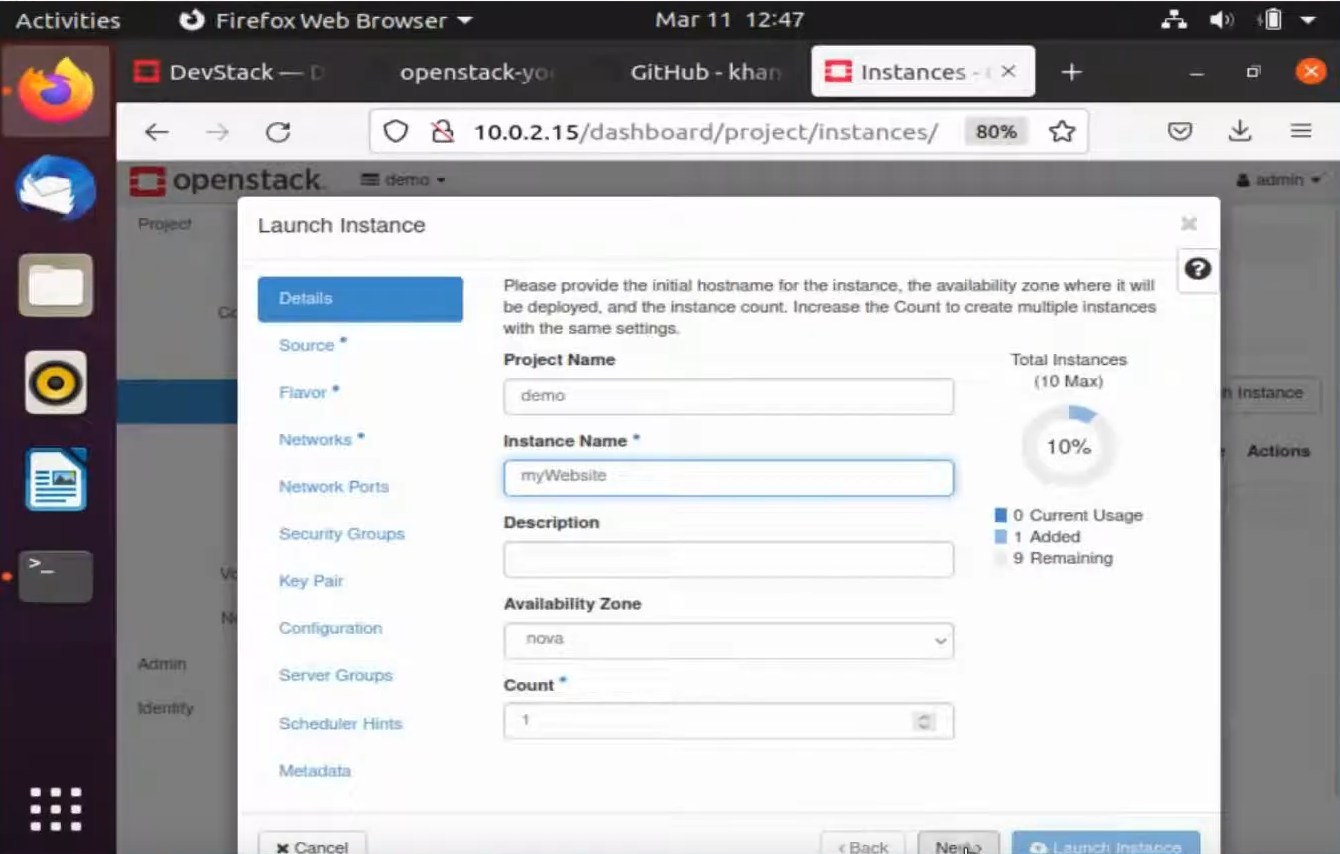 Activities Firefox Web Browser Mar 11 12:47
DevStack — D openstack-yo GitHub - khan Instances -
10.0.2.15/dashboard/project/instances/ 80%
openstack. demo admin
Project
Launch Instance
Details
Please provide the initial hostname for the instance, the availability zone where it will
be deployed, and the instance count. Increase the Count to create multiple instances
with the same settings.
Source *
Flavor *
Networks *
Network Ports
Security Groups
Key Pair
Configuration
Server Groups
Scheduler Hints
Metadata
Project Name
demo
Instance Name *
myWebsite
Description
Availability Zone
nova
Count *
1
Total Instances
(10 Max)
10%
0 Current Usage
1 Added
9 Remaining
Instance
Actions
Admin
Identity
× Cancel ‹ Back Launch Instance